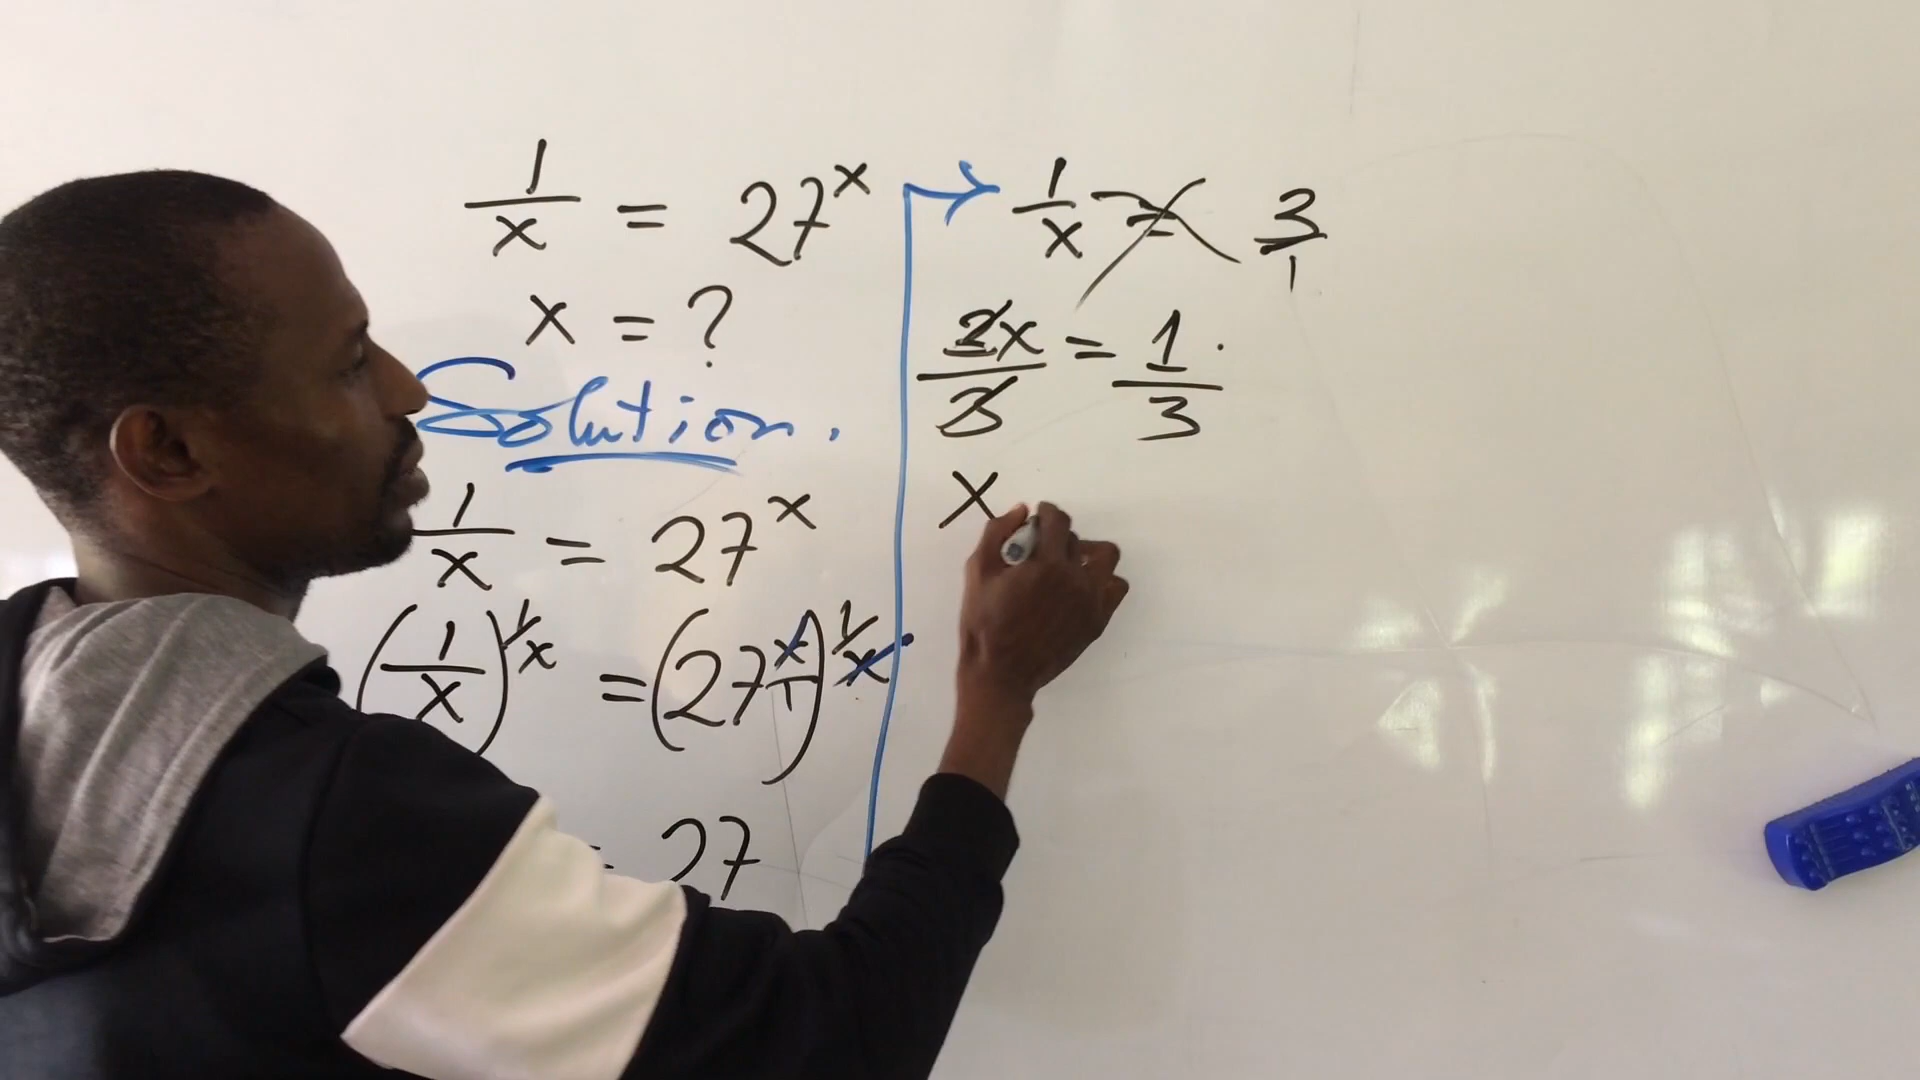 1/x = 27^x
x = ?
Solution.
1/x = 27^x
(1/x)^(1/x) = (27^(x/1))^(1/x)
= 27
1/x = 3/1
3x/3 = 1/3
x